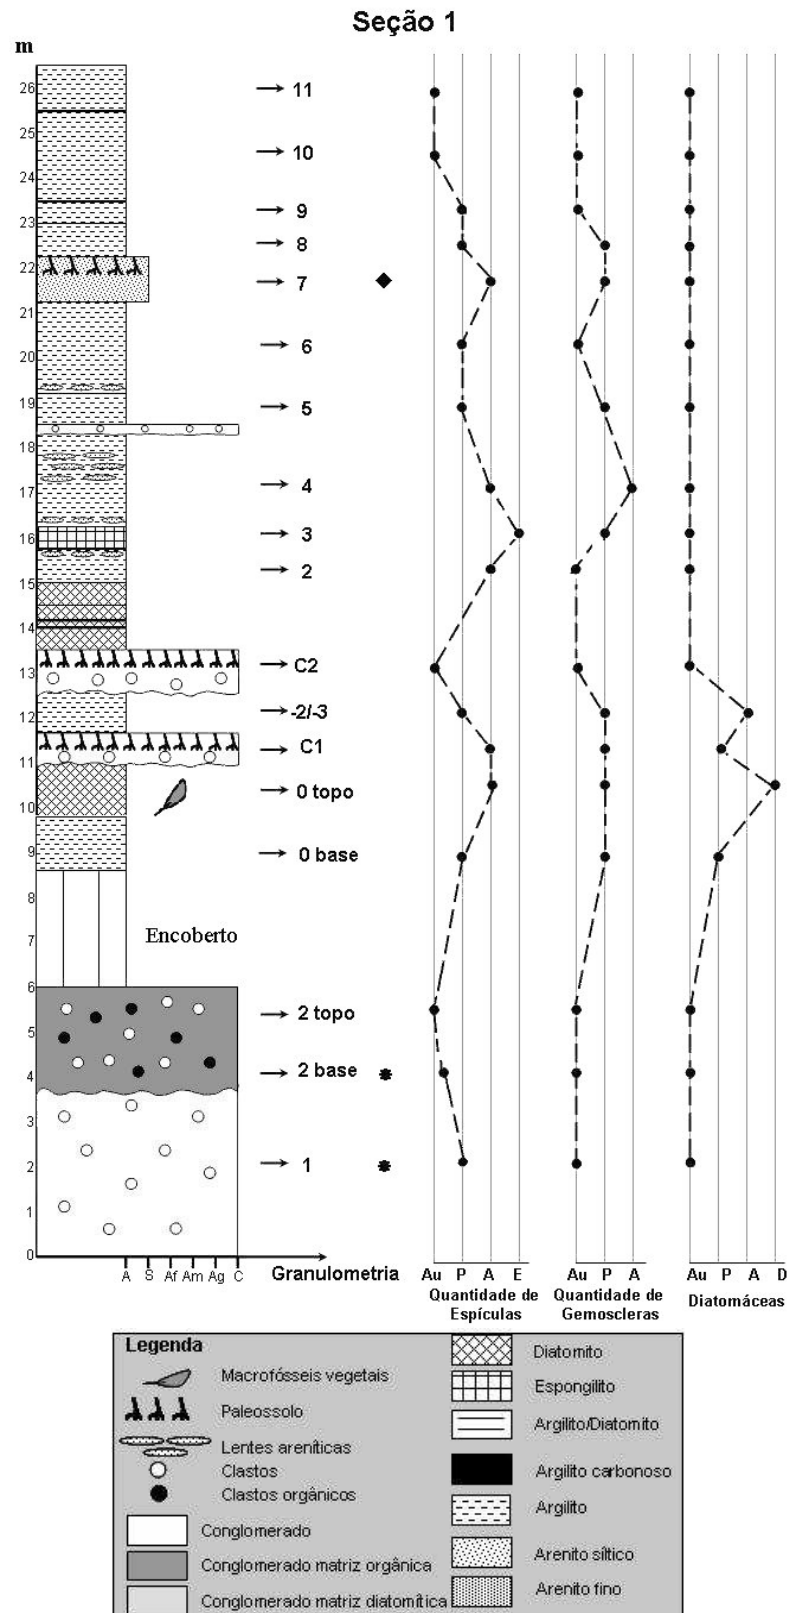 Seção 1
m
26
25
24
23
22
21
20
19
18
17
16
15
14
13
12
11
10
9
8
7
6
5
4
3
2
1
0
11
10
9
8
7
6
5
4
3
2
C2
-2/-3
C1
0 topo
0 base
Encoberto
2 topo
2 base
1
A S Af Am Ag C
Granulometria
Au P A E
Quantidade de
Espículas
Au P A
Quantidade de
Gemoscleras
Au P A D
Diatomáceas
Legenda
Macrofósseis vegetais
Paleossolo
Lentes areníticas
Clastos
Clastos orgânicos
Conglomerado
Conglomerado matriz orgânica
Conglomerado matriz diatomítica
Diatomito
Espongilito
Argilito/Diatomito
Argilito carbonoso
Argilito
Arenito síltico
Arenito fino